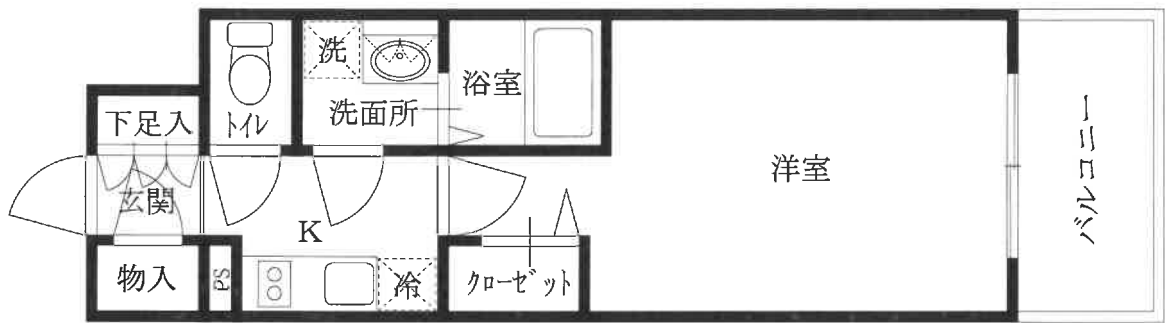 洗
浴室
下足入
トイレ
洗面所
洋室
バルコニー
玄関
K
物入
PS
冷
クローゼット